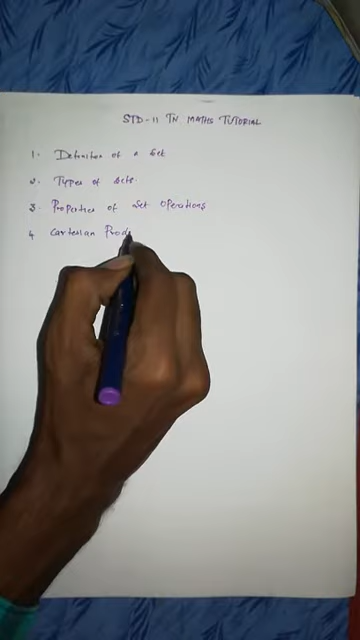 STD-11 TN MATHS TUTORIAL
1. Definition of a Set
2. Types of Sets.
3. Properties of Set Operations
4 Cartesian Prod